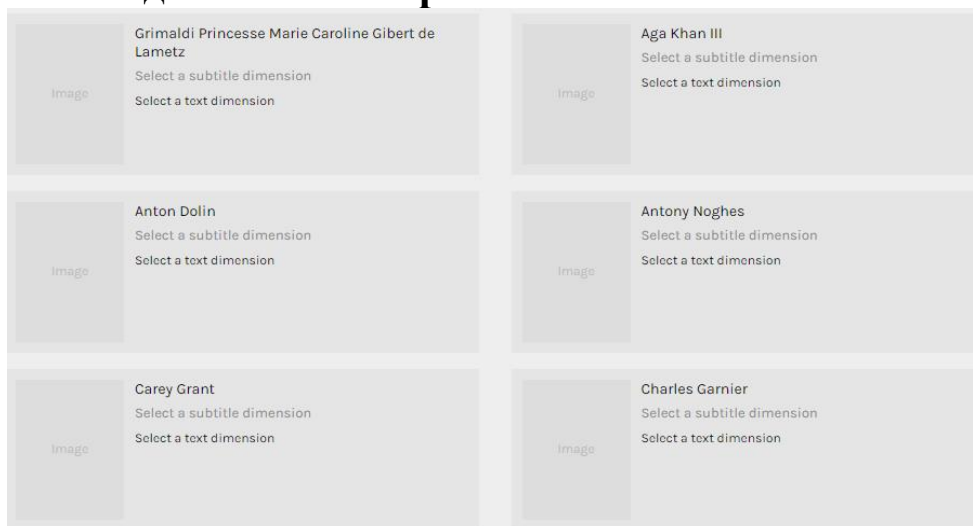 Grimaldi Princesse Marie Caroline Gibert de
Lametz
Select a subtitle dimension
Select a text dimension
Image
Aga Khan III
Select a subtitle dimension
Select a text dimension
Image
Anton Dolin
Select a subtitle dimension
Select a text dimension
Image
Antony Noghes
Select a subtitle dimension
Select a text dimension
Image
Carey Grant
Select a subtitle dimension
Select a text dimension
Image
Charles Garnier
Select a subtitle dimension
Select a text dimension
Image